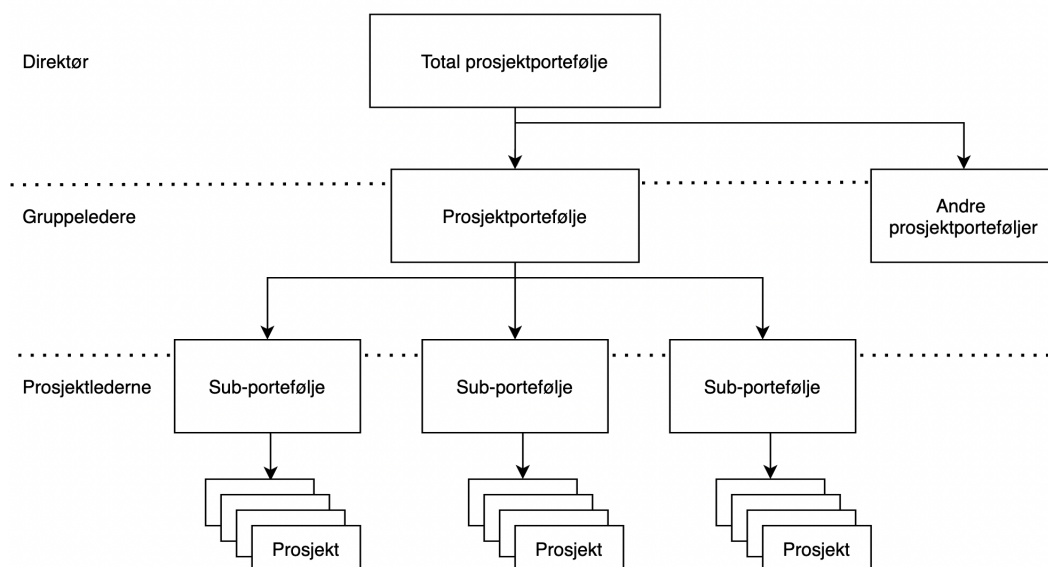 Direktør
Total prosjektportefølje
Gruppeledere
Prosjektportefølje
Andre
prosjektporteføljer
Prosjektlederne
Sub-portefølje
Sub-portefølje
Sub-portefølje
Prosjekt
Prosjekt
Prosjekt